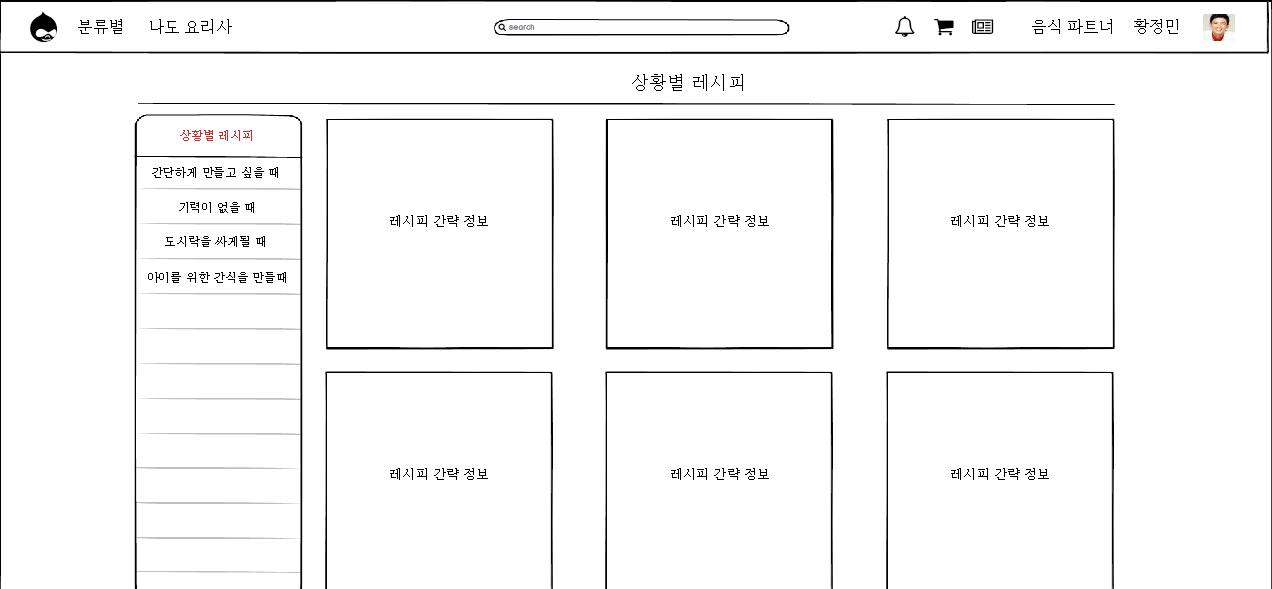 분류별 나도 요리사 search 음식 파트너 황정민
상황별 레시피
상황별 레시피
간단하게 만들고 싶을 때
기력이 없을 때
도시락을 싸게될 때
아이를 위한 간식을 만들때
레시피 간략 정보 레시피 간략 정보 레시피 간략 정보
레시피 간략 정보 레시피 간략 정보 레시피 간략 정보